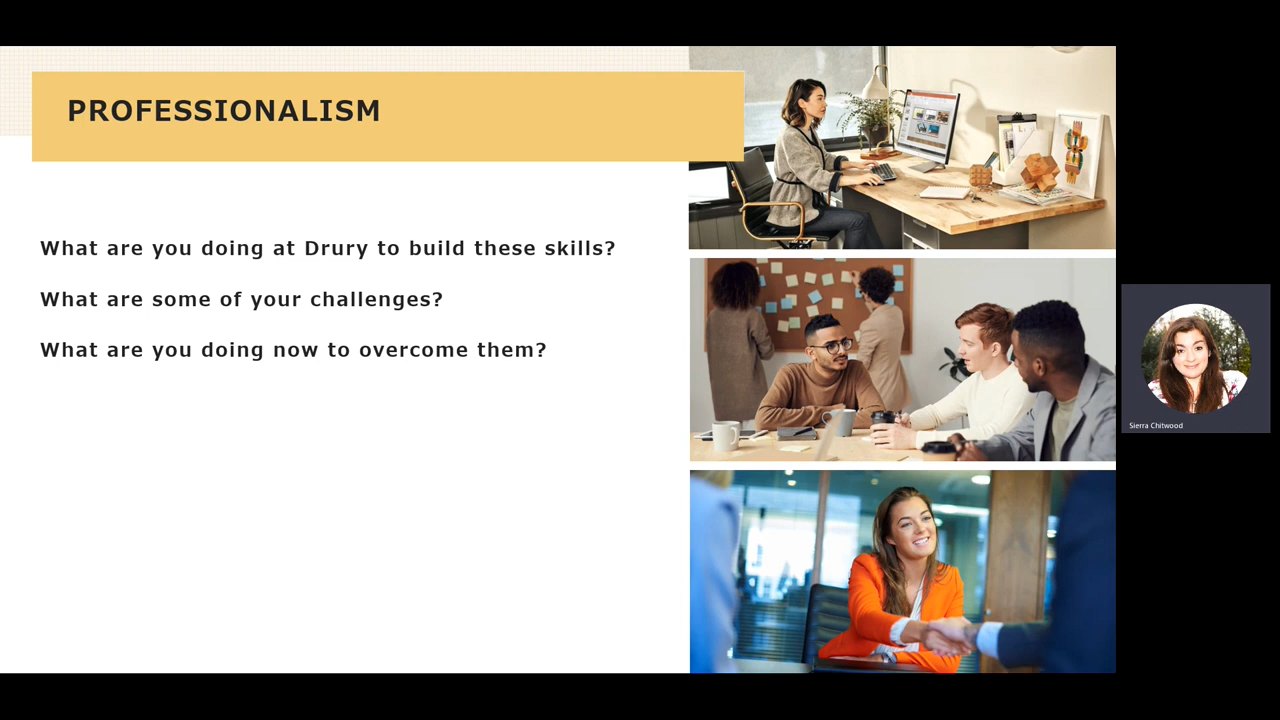 PROFESSIONALISM
What are you doing at Drury to build these skills?
What are some of your challenges?
What are you doing now to overcome them?
Sierra Chitwood